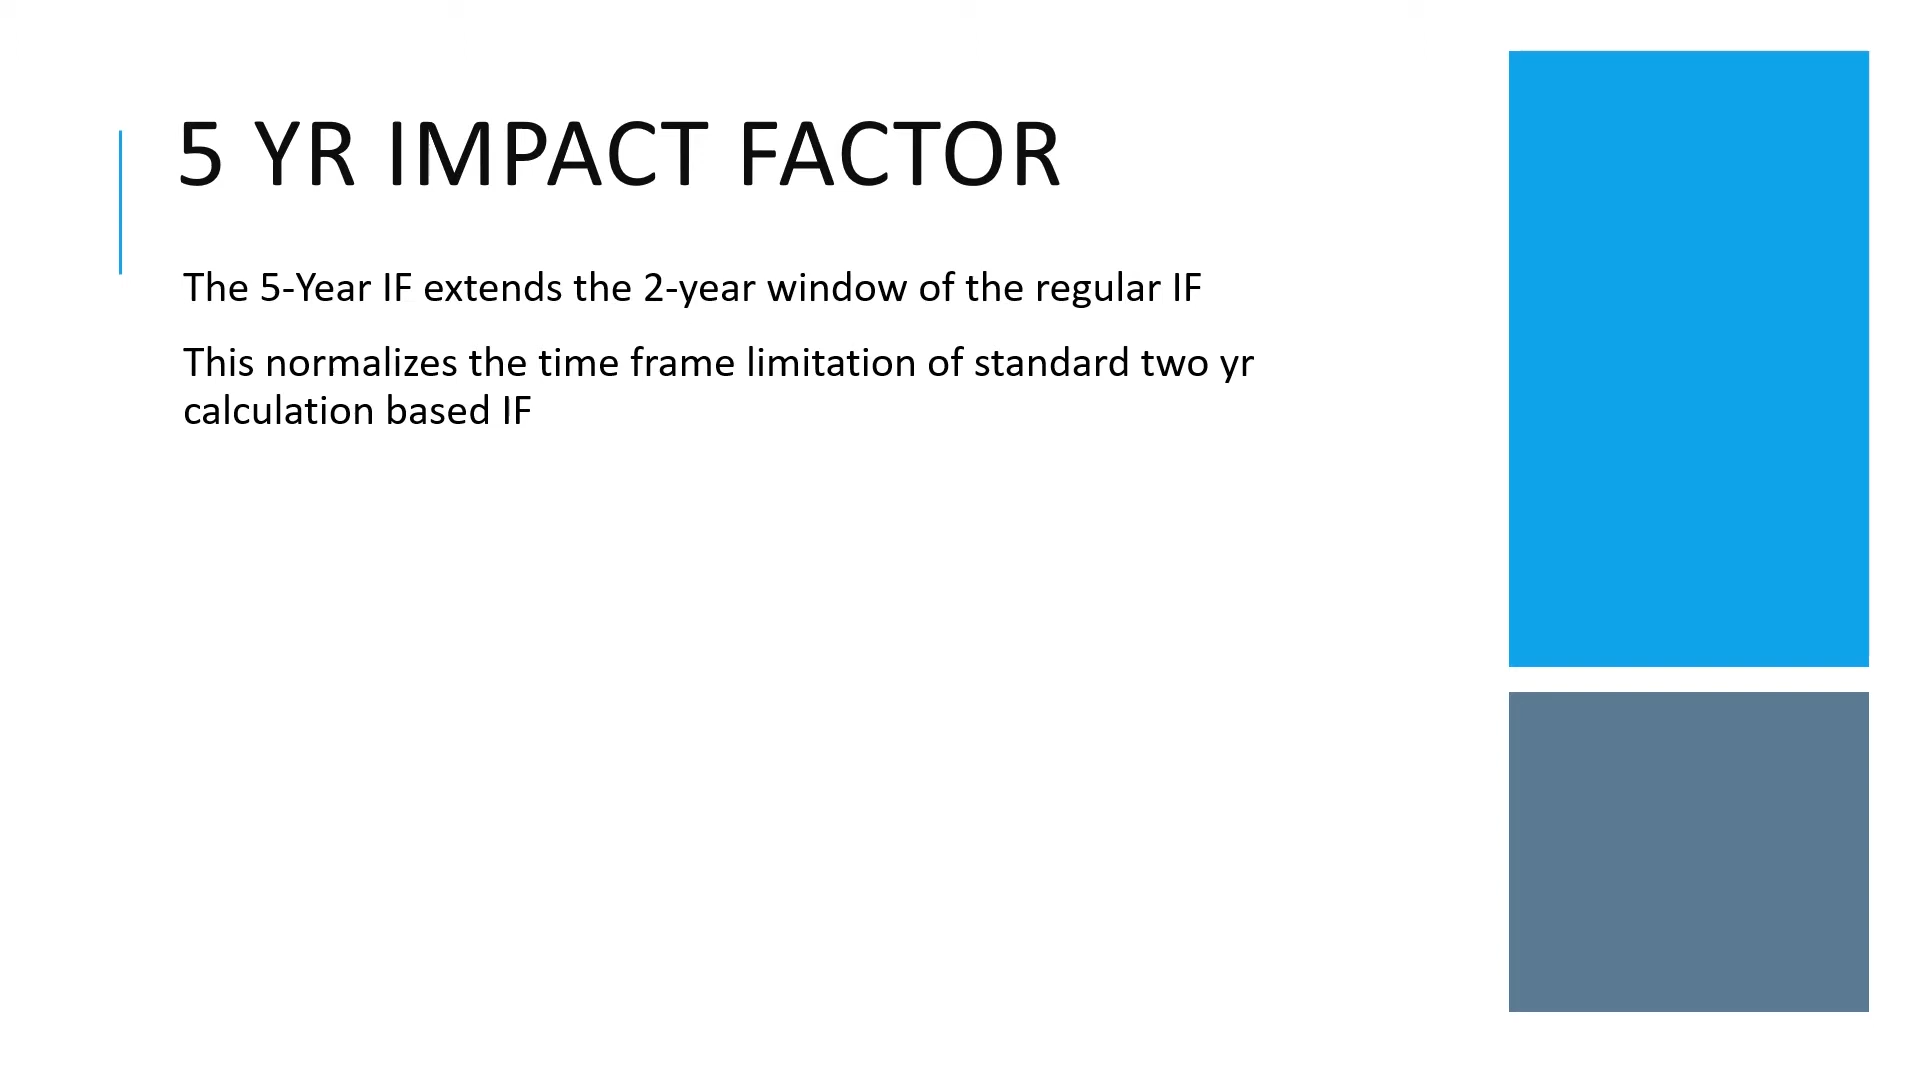 5 YR IMPACT FACTOR
The 5-Year IF extends the 2-year window of the regular IF
This normalizes the time frame limitation of standard two yr
calculation based IF